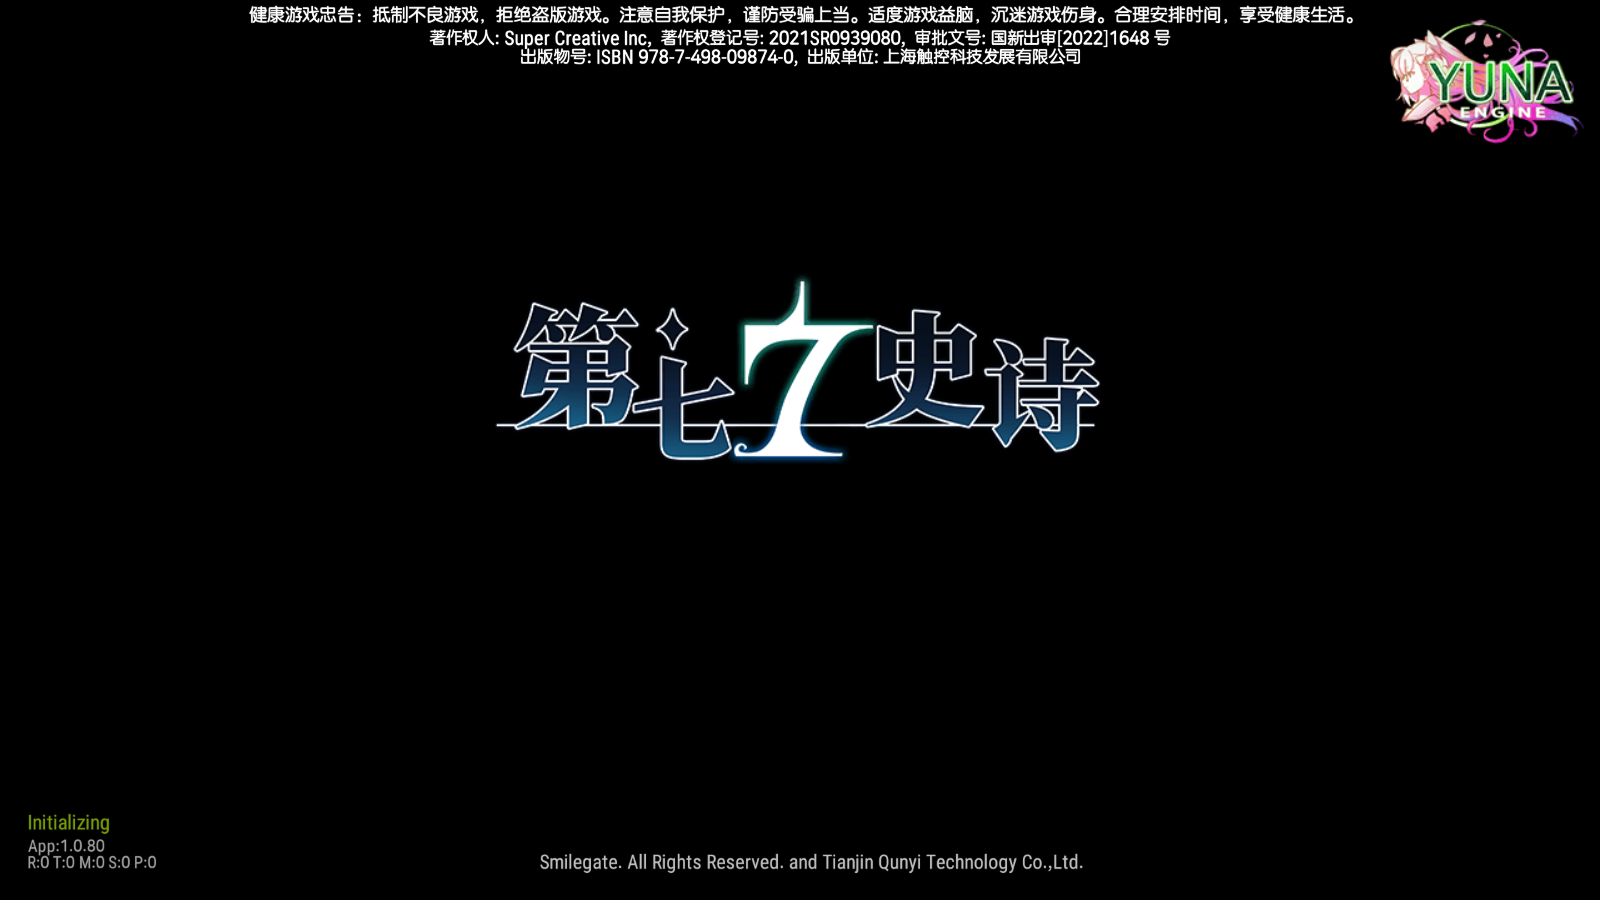 健康游戏忠告：抵制不良游戏，拒绝盗版游戏。注意自我保护，谨防受骗上当。适度游戏益脑，沉迷游戏伤身。合理安排时间，享受健康生活。
著作权人: Super Creative Inc, 著作权登记号: 2021SR0939080, 审批文号: 国新出审[2022]1648 号
出版物号: ISBN 978-7-498-09874-0, 出版单位: 上海触控科技发展有限公司
YUNA
ENGINE
第七7史诗
Initializing
App:1.0.80
R:0 T:0 M:0 S:0 P:0
Smilegate. All Rights Reserved. and Tianjin Qunyi Technology Co.,Ltd.